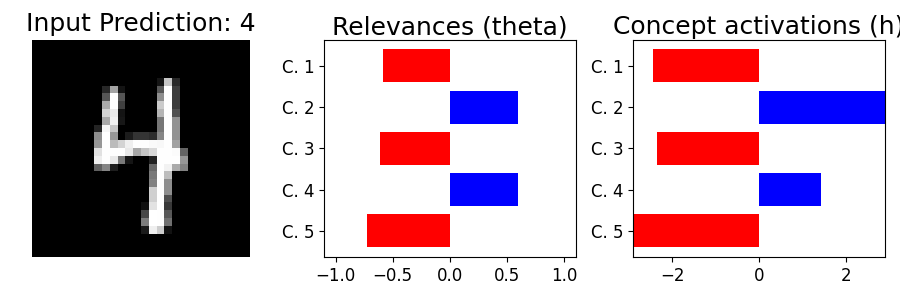 Input Prediction: 4
4
Relevances (theta)
C. 1
C. 2
C. 3
C. 4
C. 5
−1.0 −0.5 0.0 0.5 1.0
Concept activations (h)
C. 1
C. 2
C. 3
C. 4
C. 5
−2 0 2